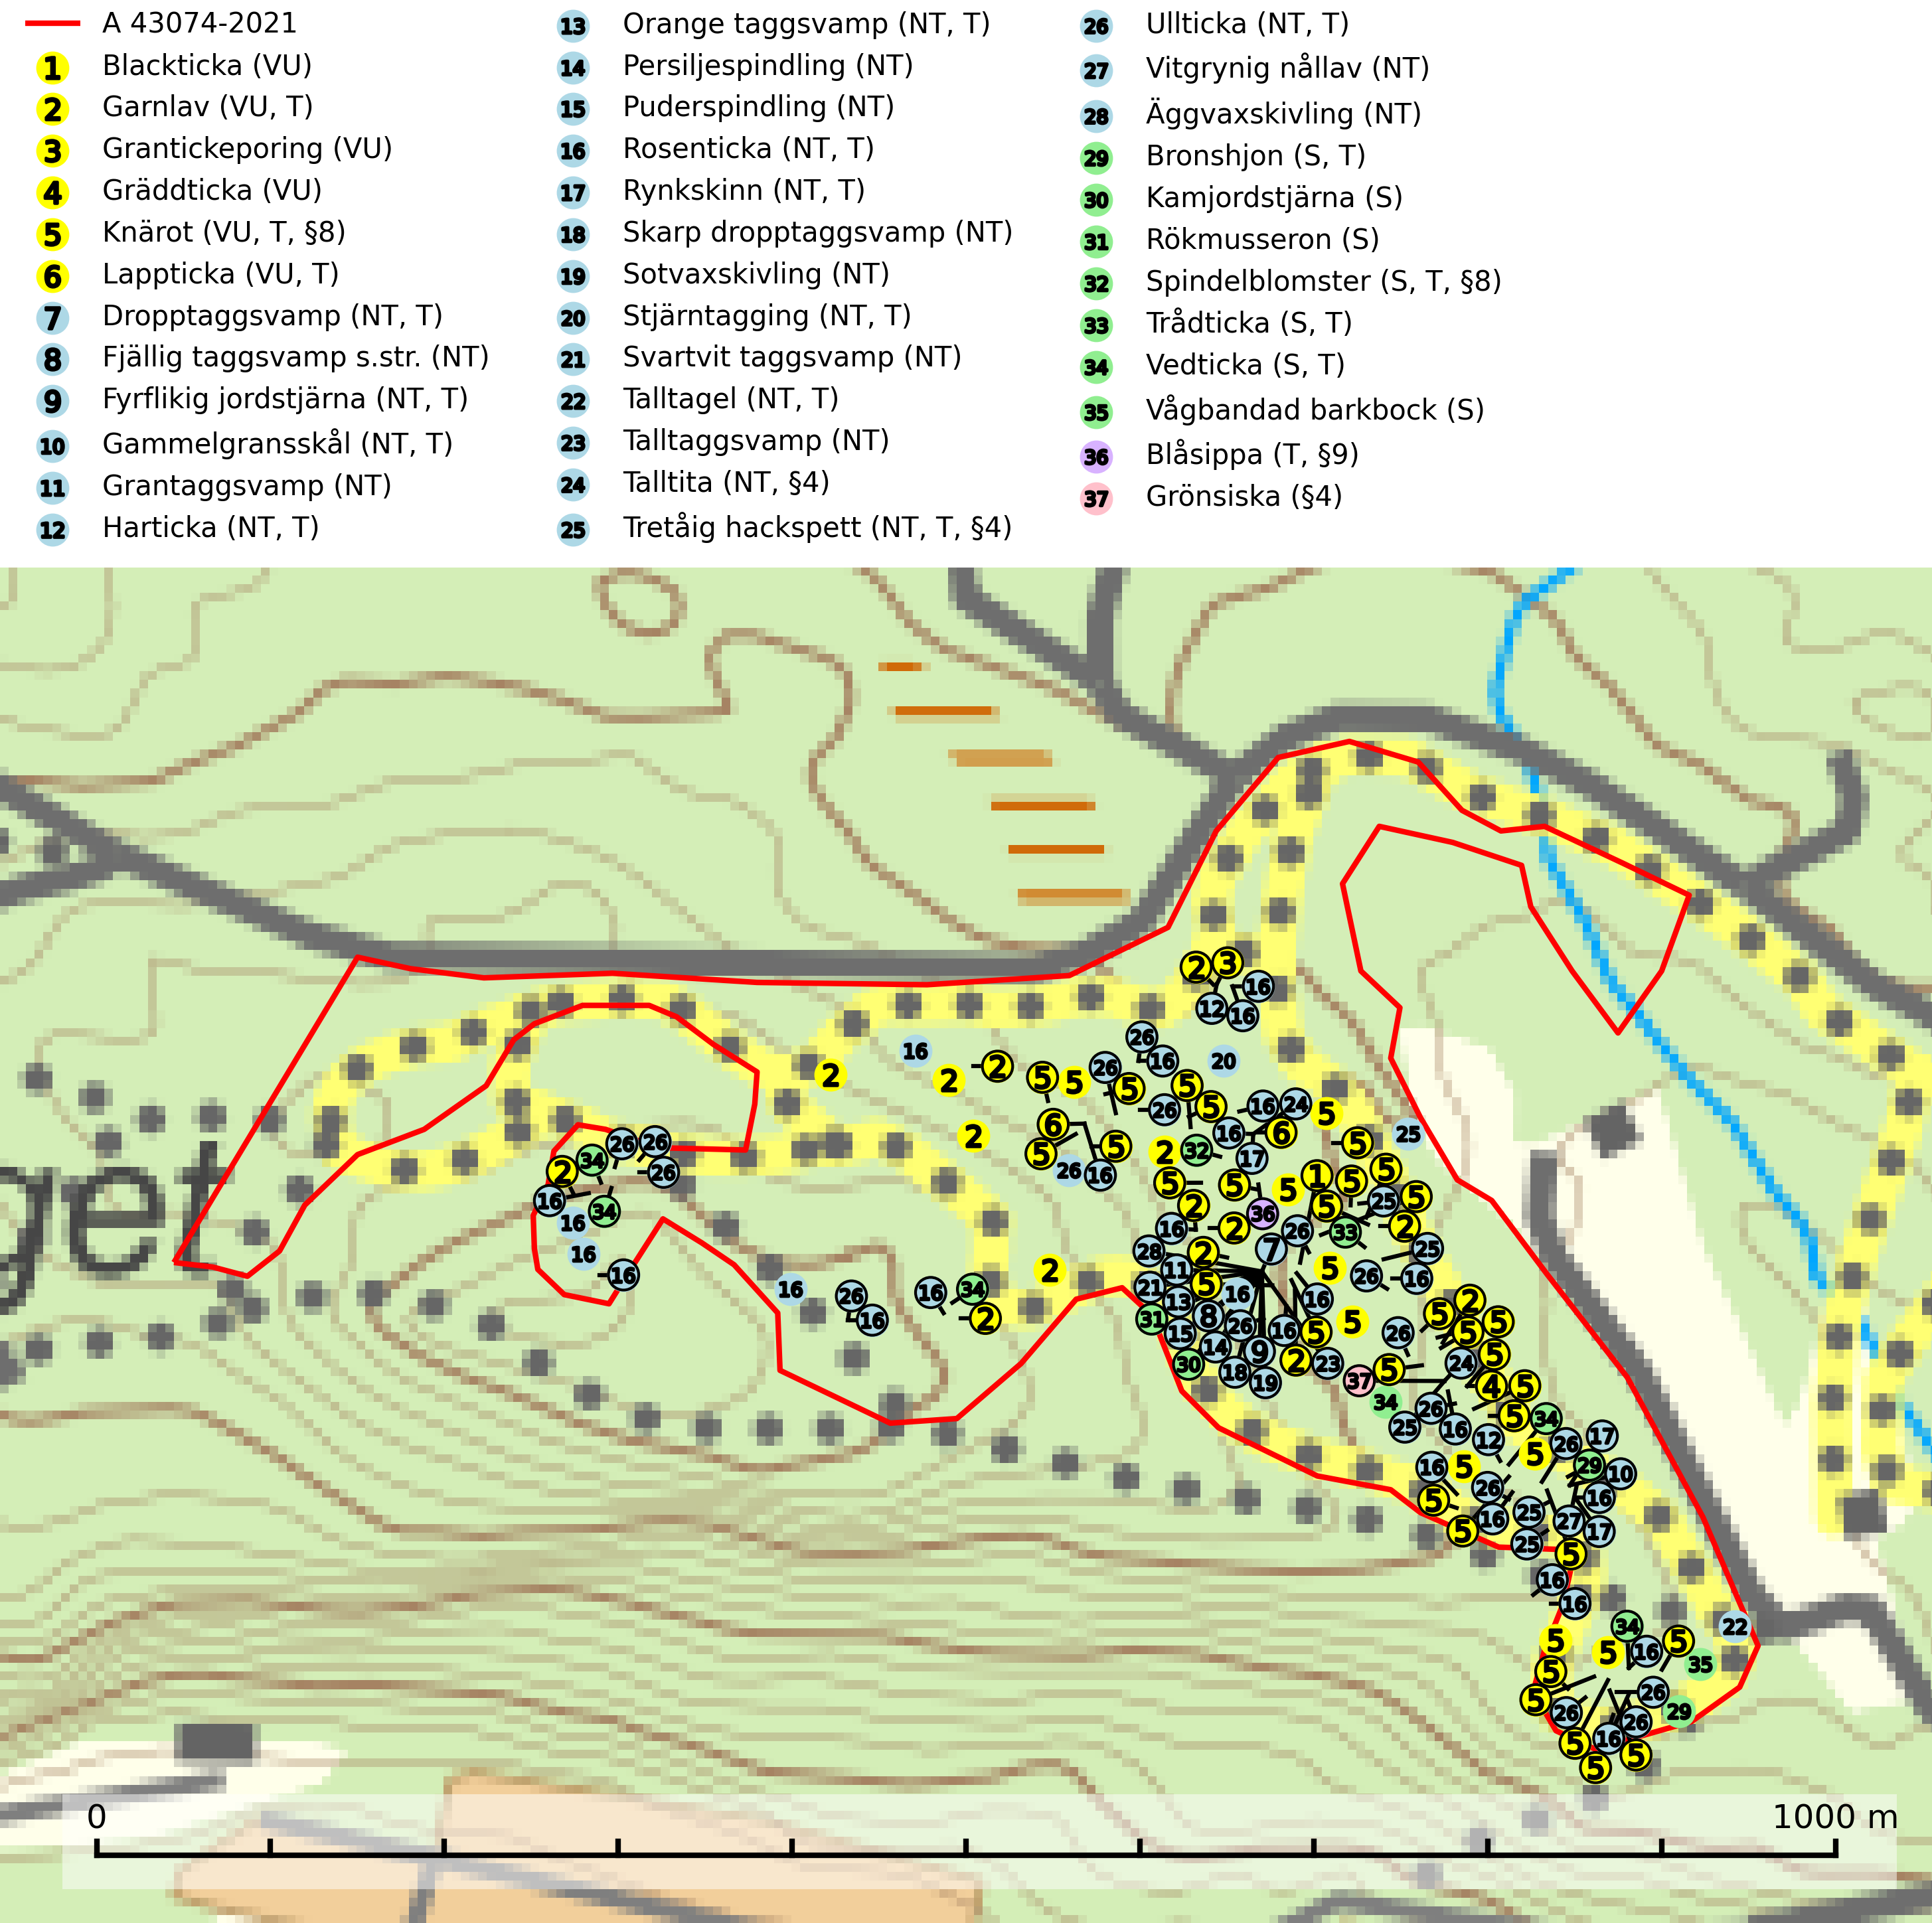 A 43074-2021
1 Blackticka (VU)
2 Garnlav (VU, T)
3 Grantickeporing (VU)
4 Gräddticka (VU)
5 Knärot (VU, T, §8)
6 Lappticka (VU, T)
7 Dropptaggsvamp (NT, T)
8 Fjällig taggsvamp s.str. (NT)
9 Fyrflikig jordstjärna (NT, T)
10 Gammelgransskål (NT, T)
11 Grantaggsvamp (NT)
12 Harticka (NT, T)
13 Orange taggsvamp (NT, T)
14 Persiljespindling (NT)
15 Puderspindling (NT)
16 Rosenticka (NT, T)
17 Rynkskinn (NT, T)
18 Skarp dropptaggsvamp (NT)
19 Sotvaxskivling (NT)
20 Stjärntagging (NT, T)
21 Svartvit taggsvamp (NT)
22 Talltagel (NT, T)
23 Talltaggsvamp (NT)
24 Talltita (NT, §4)
25 Tretåig hackspett (NT, T, §4)
26 Ullticka (NT, T)
27 Vitgrynig nållav (NT)
28 Äggvaxskivling (NT)
29 Bronshjon (S, T)
30 Kamjordstjärna (S)
31 Rökmusseron (S)
32 Spindelblomster (S, T, §8)
33 Trådticka (S, T)
34 Vedticka (S, T)
35 Vågbandad barkbock (S)
36 Blåsippa (T, §9)
37 Grönsiska (§4)
get
0 1000 m